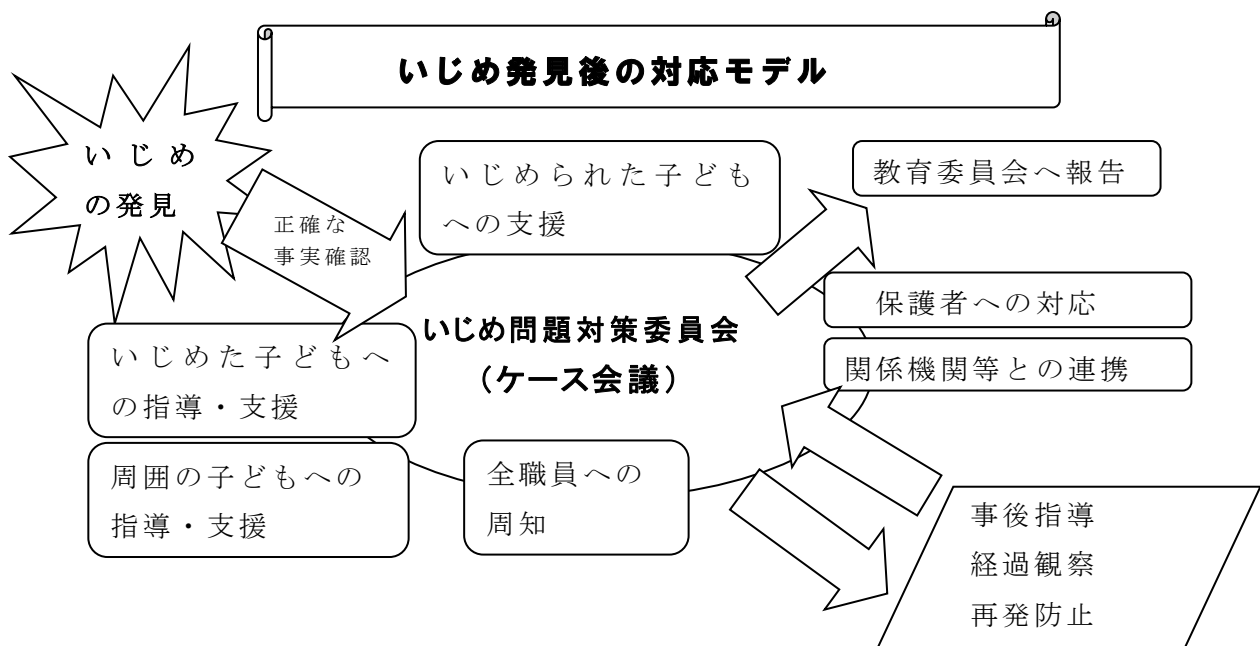 いじめ発見後の対応モデル
いじめ
の発見
正確な
事実確認
いじめられた子ども
への支援
教育委員会へ報告
保護者への対応
関係機関等との連携
いじめ問題対策委員会
（ケース会議）
いじめた子どもへ
の指導・支援
周囲の子どもへの
指導・支援
全職員への
周知
事後指導
経過観察
再発防止